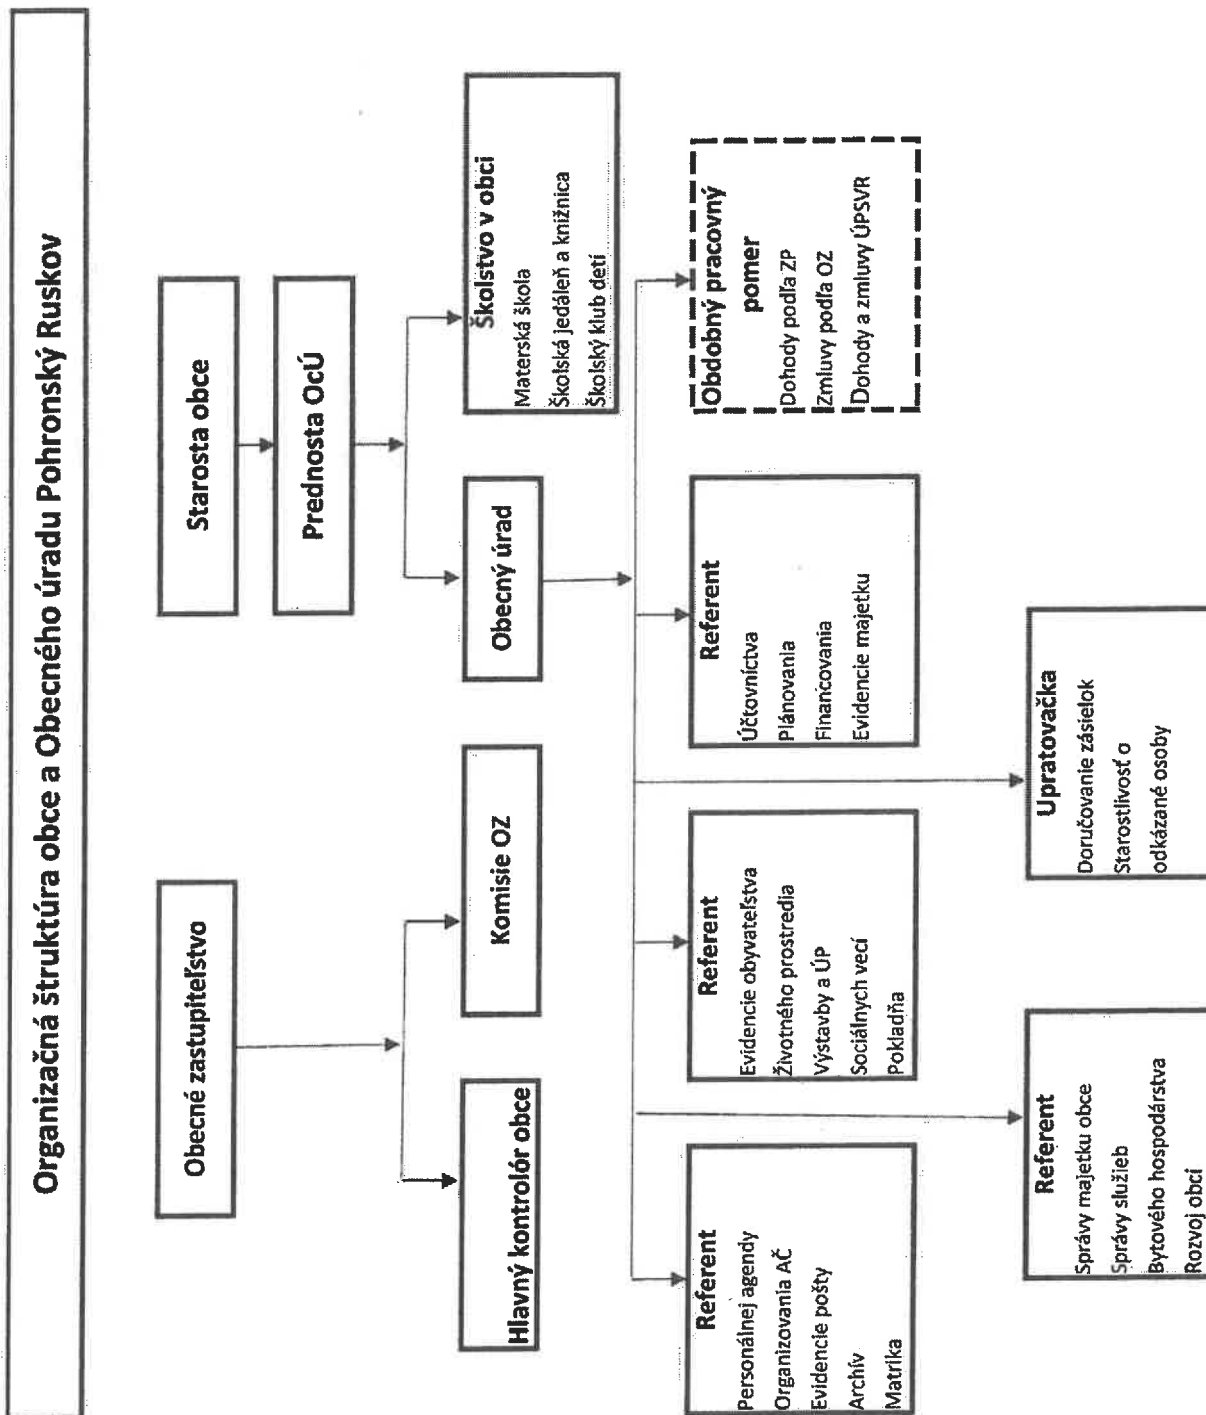 Organizačná štruktúra obce a Obecného úradu Pohronský Ruskov
Obecné zastupiteľstvo
Starosta obce
Prednosta OcÚ
Hlavný kontrolór obce
Komisie OZ
Obecný úrad
Školstvo v obci
Materská škola
Školská jedáleň a knižnica
Školský klub detí
Referent
Personálnej agendy
Organizovania AČ
Evidencie pošty
Archív
Matrika
Referent
Evidencie obyvateľstva
Životného prostredia
Výstavby a ÚP
Sociálnych vecí
Pokladňa
Referent
Účtovníctva
Plánovania
Financovania
Evidencie majetku
Obdobný pracovný
pomer
Dohody podľa ZP
Zmluvy podľa OZ
Dohody a zmluvy ÚPSVR
Referent
Správy majetku obce
Správy služieb
Bytového hospodárstva
Rozvoj obcí
Upratovačka
Doručovanie zásielok
Starostlivosť o
odkázané osoby